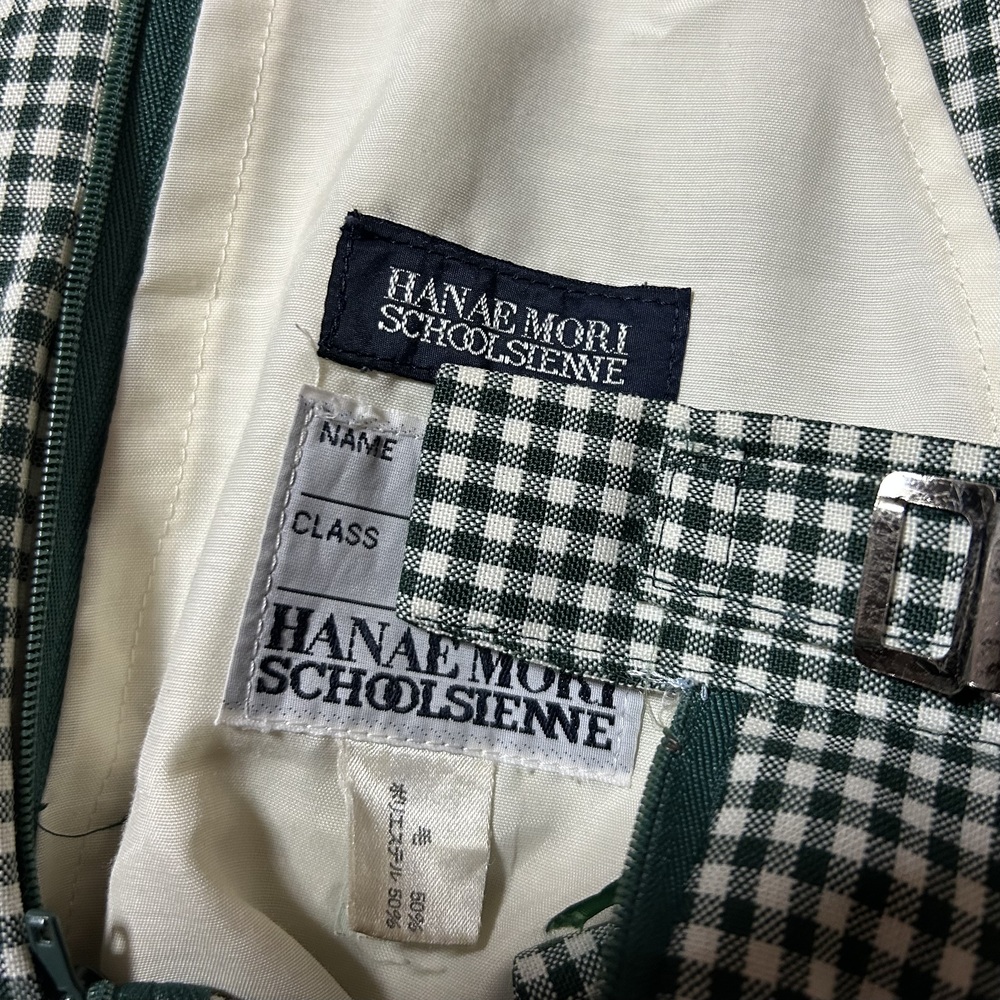 HANAE MORI
SCHOOLSIENNE
NAME
CLASS
HANAE MORI
SCHOOLSIENNE
毛 50%
ポリエステル 50%